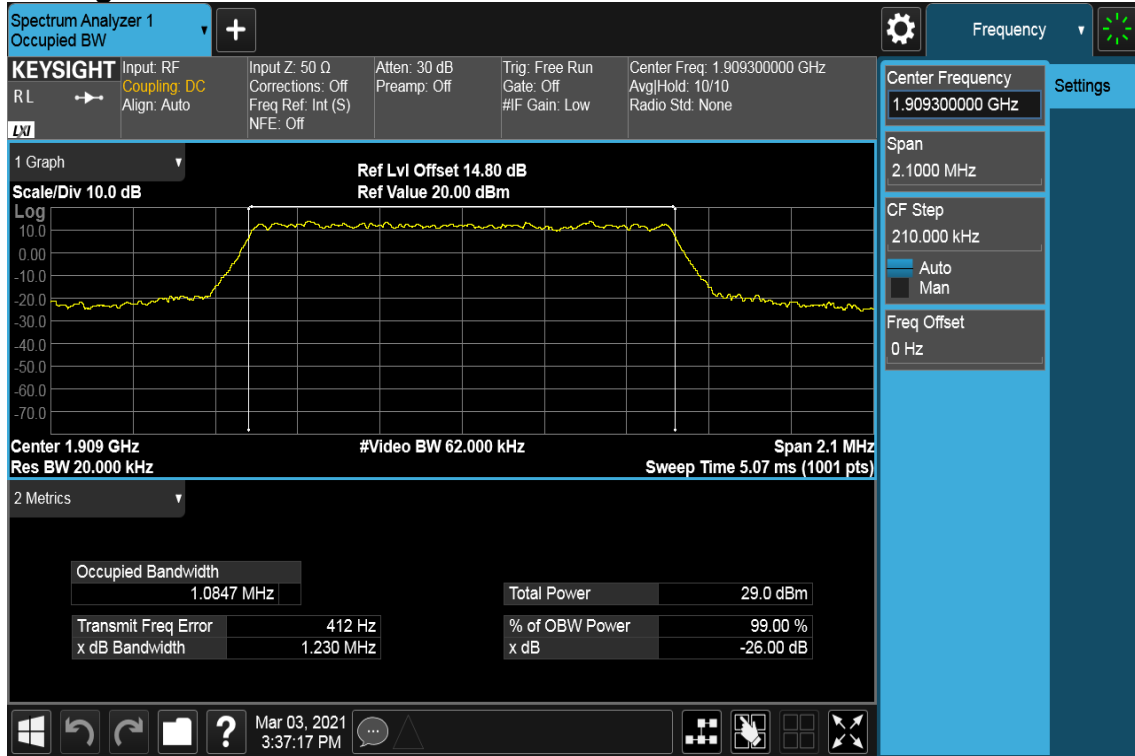 Spectrum Analyzer 1
Occupied BW
+
Frequency
KEYSIGHT
RL
LXI
Input: RF
Coupling: DC
Align: Auto
Input Z: 50 Ω
Corrections: Off
Freq Ref: Int (S)
NFE: Off
Atten: 30 dB
Preamp: Off
Trig: Free Run
Gate: Off
#IF Gain: Low
Center Freq: 1.909300000 GHz
Avg|Hold: 10/10
Radio Std: None
Center Frequency
1.909300000 GHz
Settings
Span
2.1000 MHz
CF Step
210.000 kHz
Auto
Man
Freq Offset
0 Hz
1 Graph
Scale/Div 10.0 dB
Ref Lvl Offset 14.80 dB
Ref Value 20.00 dBm
Log
10.0
0.00
-10.0
-20.0
-30.0
-40.0
-50.0
-60.0
-70.0
Center 1.909 GHz
#Video BW 62.000 kHz
Span 2.1 MHz
Res BW 20.000 kHz
Sweep Time 5.07 ms (1001 pts)
2 Metrics
Occupied Bandwidth
1.0847 MHz
Total Power 29.0 dBm
Transmit Freq Error 412 Hz
% of OBW Power 99.00 %
x dB Bandwidth 1.230 MHz
x dB -26.00 dB
?
Mar 03, 2021
3:37:17 PM